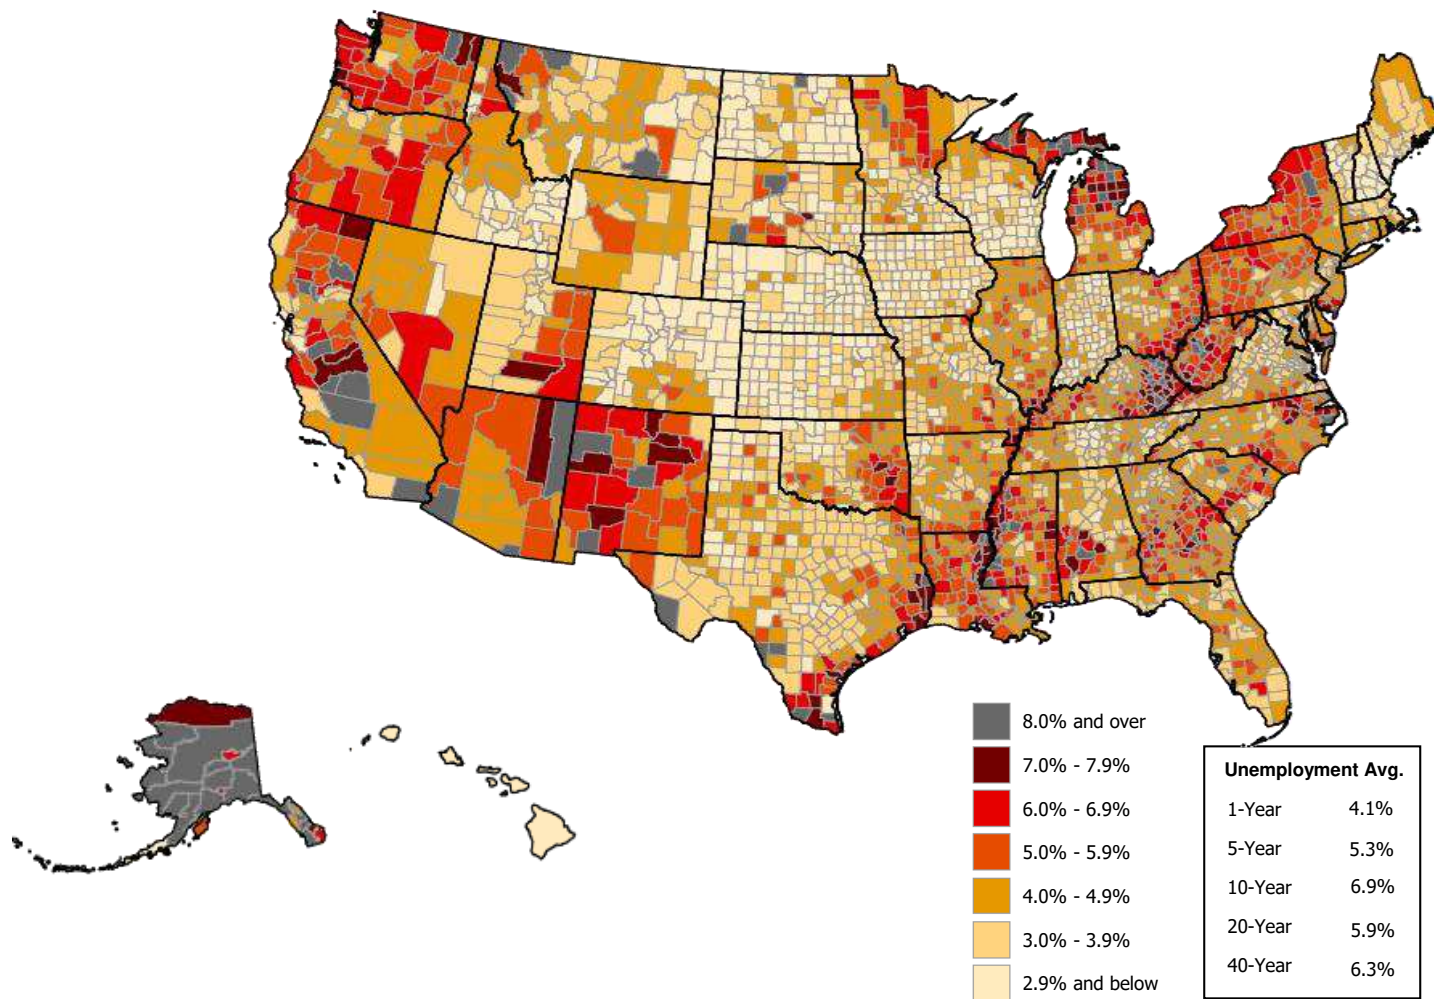 8.0% and over
7.0% - 7.9%
6.0% - 6.9%
5.0% - 5.9%
4.0% - 4.9%
3.0% - 3.9%
2.9% and below
Unemployment Avg.
1-Year 4.1%
5-Year 5.3%
10-Year 6.9%
20-Year 5.9%
40-Year 6.3%